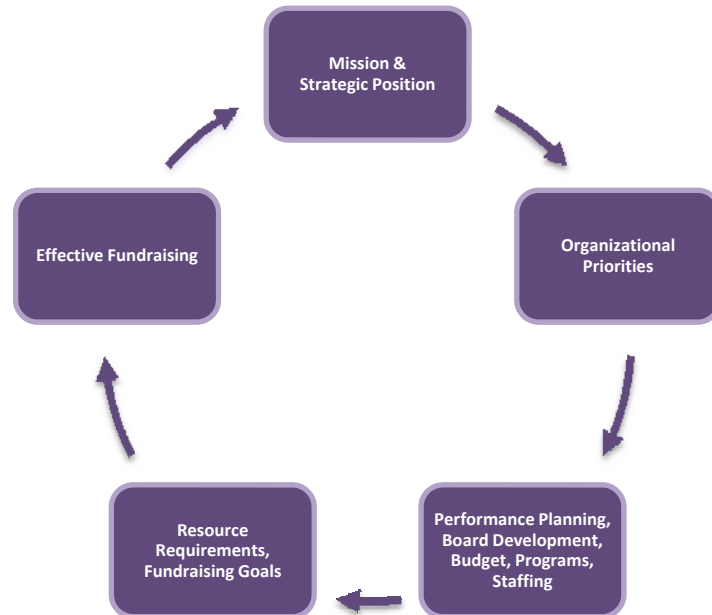 Mission &
Strategic Position
Organizational
Priorities
Performance Planning,
Board Development,
Budget, Programs,
Staffing
Resource
Requirements,
Fundraising Goals
Effective Fundraising